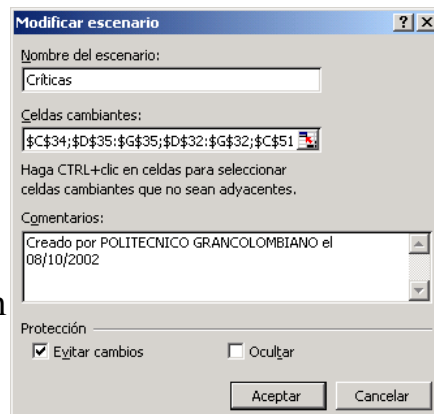 Modificar escenario
Nombre del escenario:
Críticas
Celdas cambiantes:
$C$34;$D$35:$G$35;$D$32:$G$32;$C$51
Haga CTRL+clic en celdas para seleccionar
celdas cambiantes que no sean adyacentes.
Comentarios:
Creado por POLITECNICO GRANCOLOMBIANO el
08/10/2002
Protección
Evitar cambios Ocultar
Aceptar Cancelar